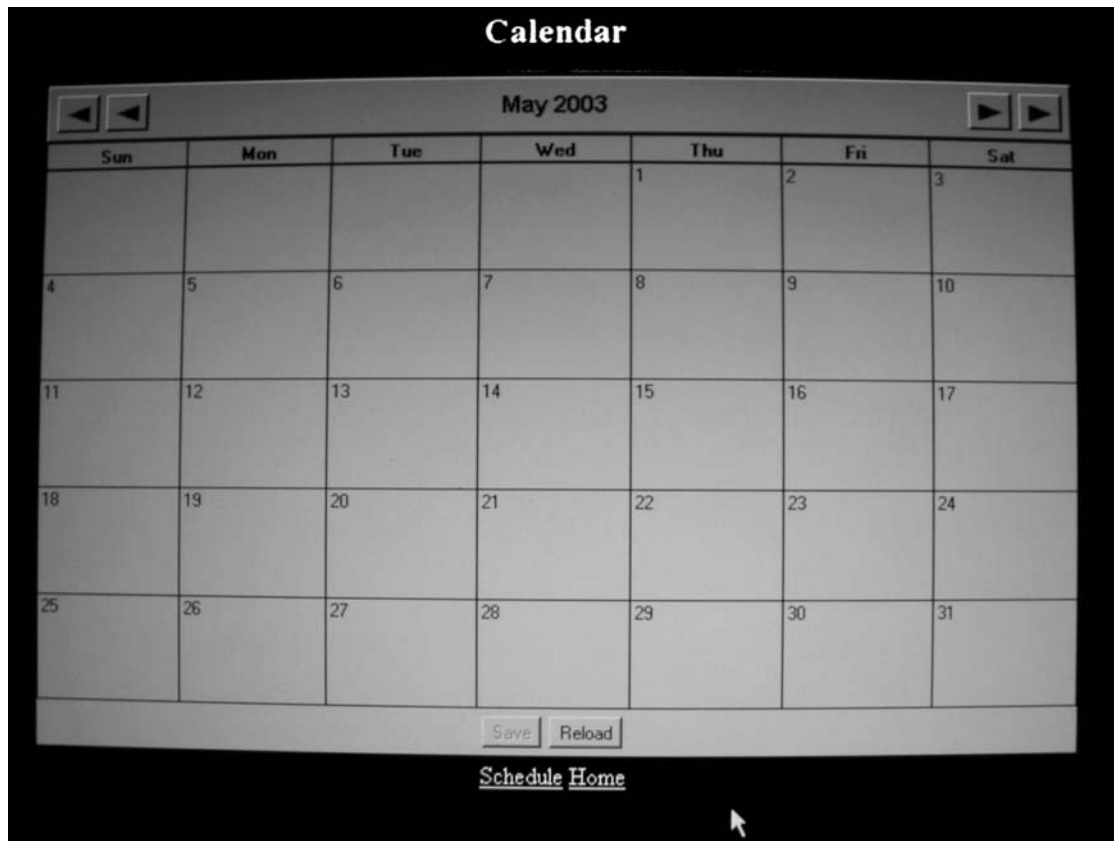 Calendar
May 2003
Sun Mon Tue Wed Thu Fri Sat
1 2 3
4 5 6 7 8 9 10
11 12 13 14 15 16 17
18 19 20 21 22 23 24
25 26 27 28 29 30 31
Save Reload
Schedule Home